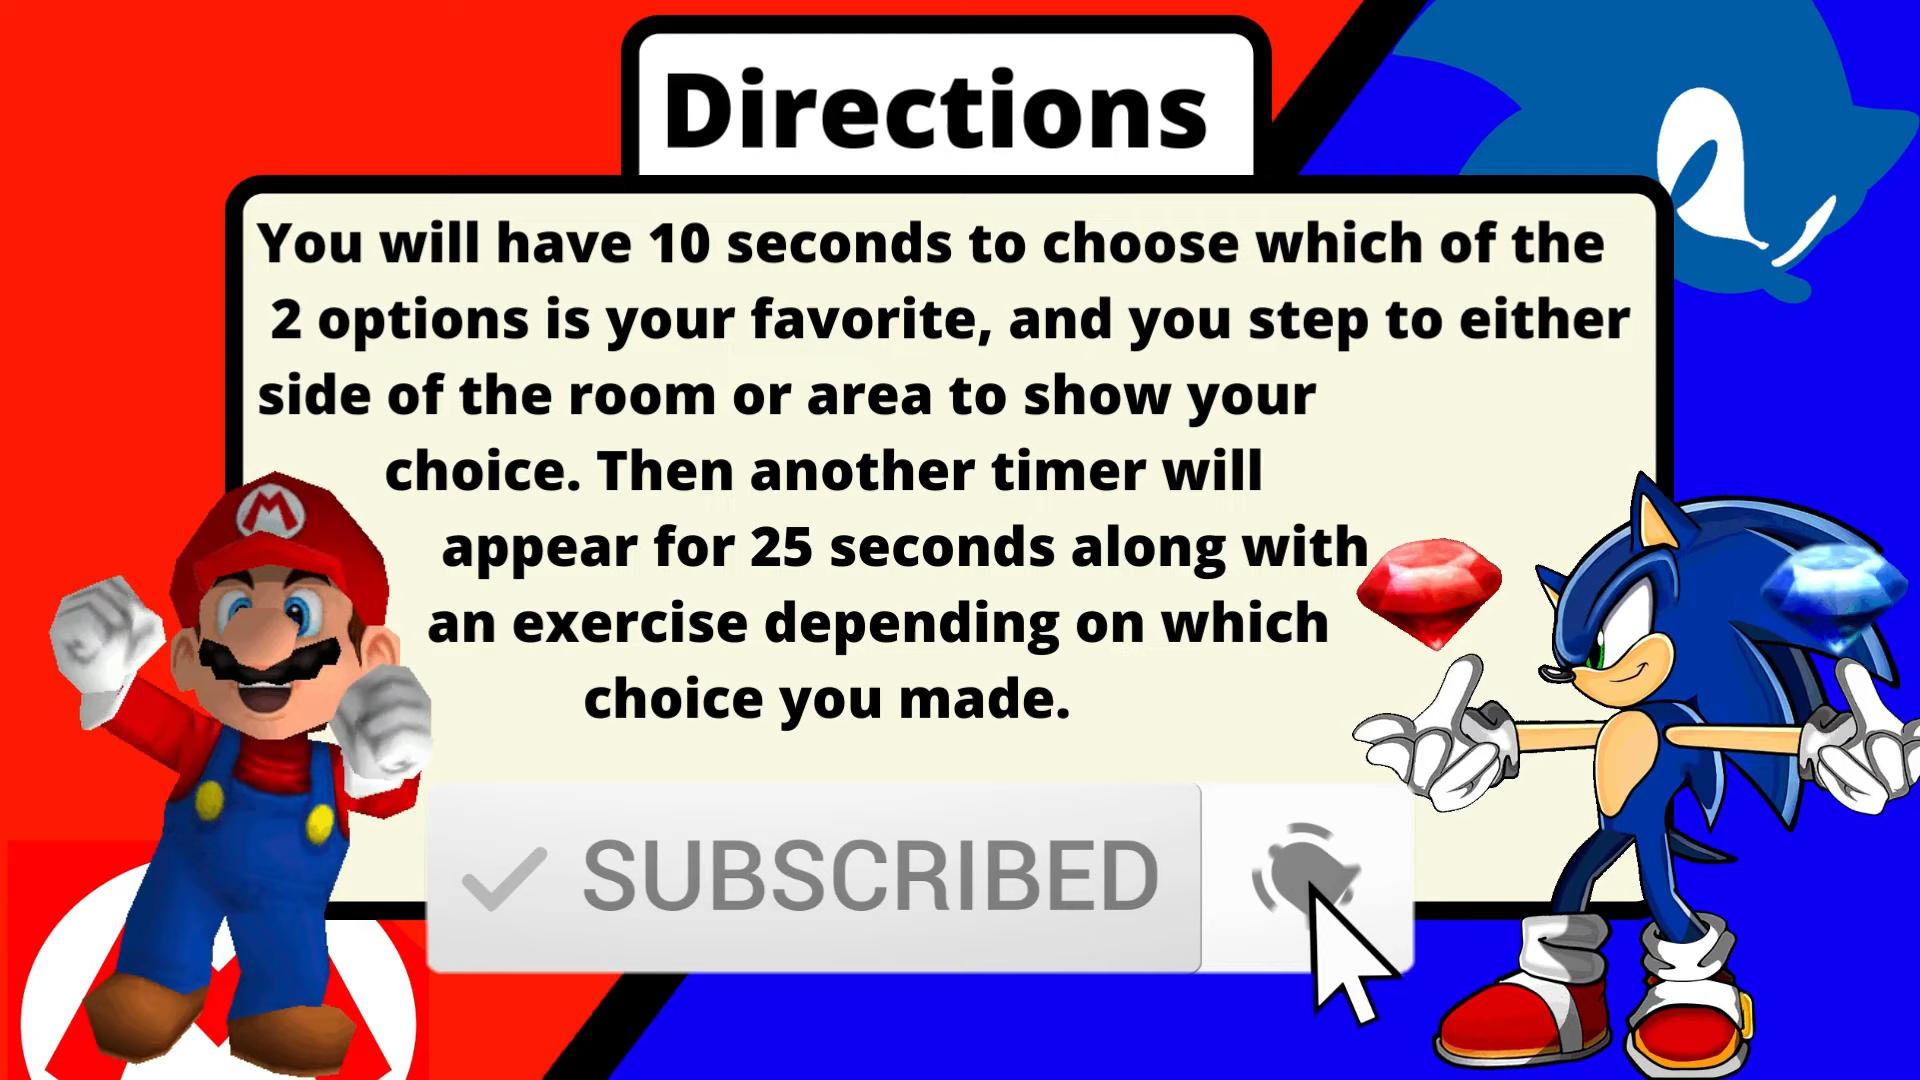 Directions
You will have 10 seconds to choose which of the
2 options is your favorite, and you step to either
side of the room or area to show your
choice. Then another timer will
appear for 25 seconds along with
an exercise depending on which
choice you made.
SUBSCRIBED
M
M